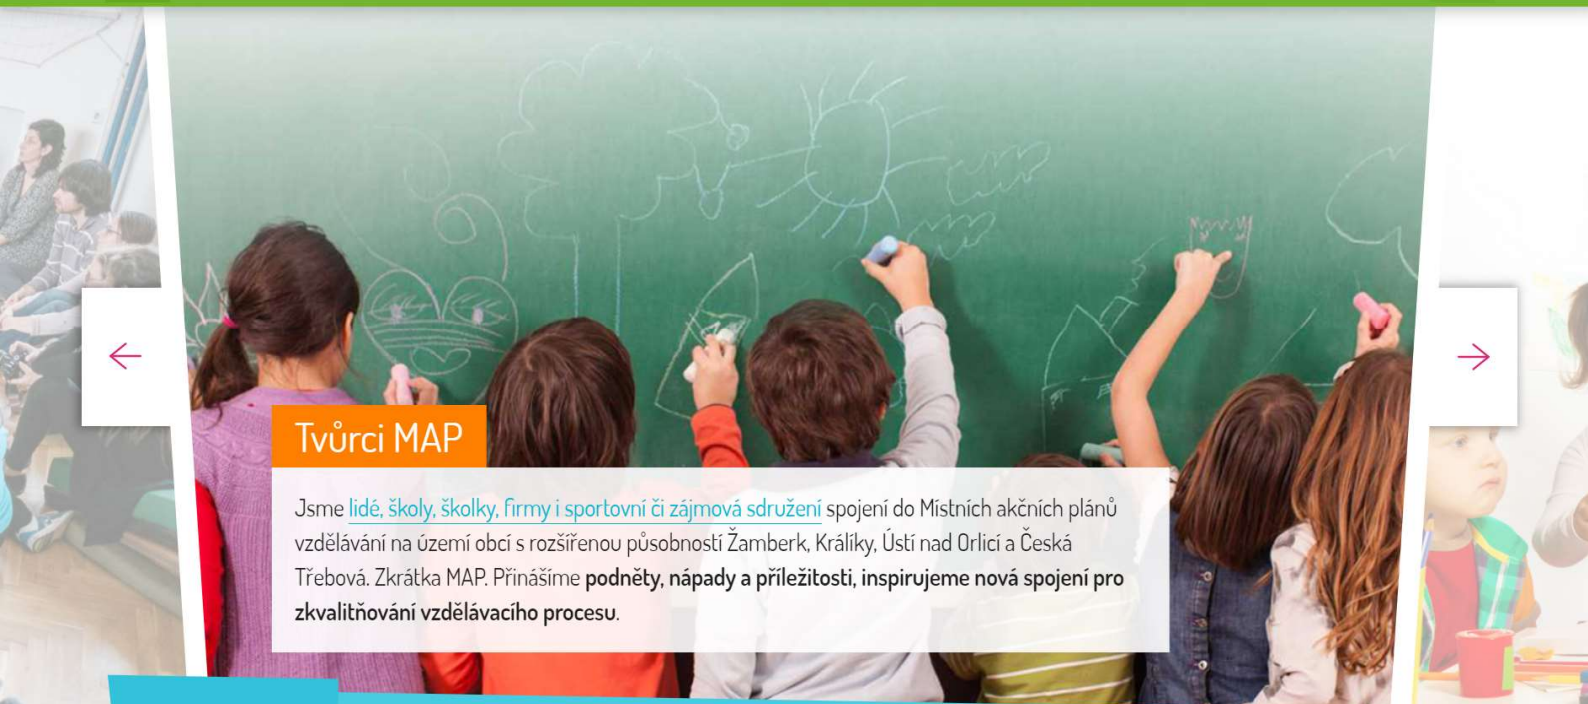 Tvůrci MAP
Jsme lidé, školy, školky, firmy i sportovní či zájmová sdružení spojení do Místních akčních plánů
vzdělávání na území obcí s rozšířenou působností Žamberk, Králíky, Ústí nad Orlicí a Česká
Třebová. Zkrátka MAP. Přinášíme podněty, nápady a příležitosti, inspirujeme nová spojení pro
zkvalitňování vzdělávacího procesu.